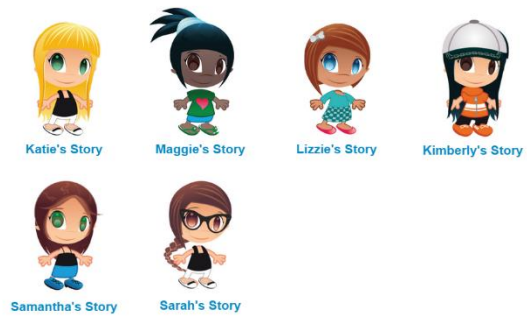 Katie's Story
Maggie's Story
Lizzie's Story
Kimberly's Story
Samantha's Story
Sarah's Story